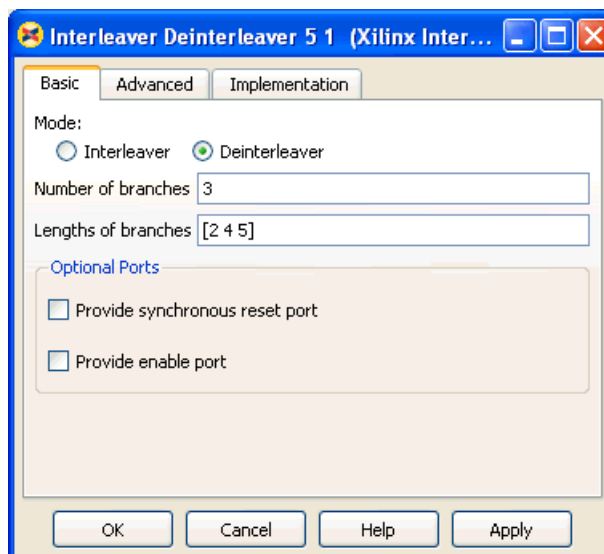 Interleaver Deinterleaver 5 1 (Xilinx Inter...
Basic Advanced Implementation
Mode:
Interleaver Deinterleaver
Number of branches 3
Lengths of branches [2 4 5]
Optional Ports
Provide synchronous reset port
Provide enable port
OK Cancel Help Apply